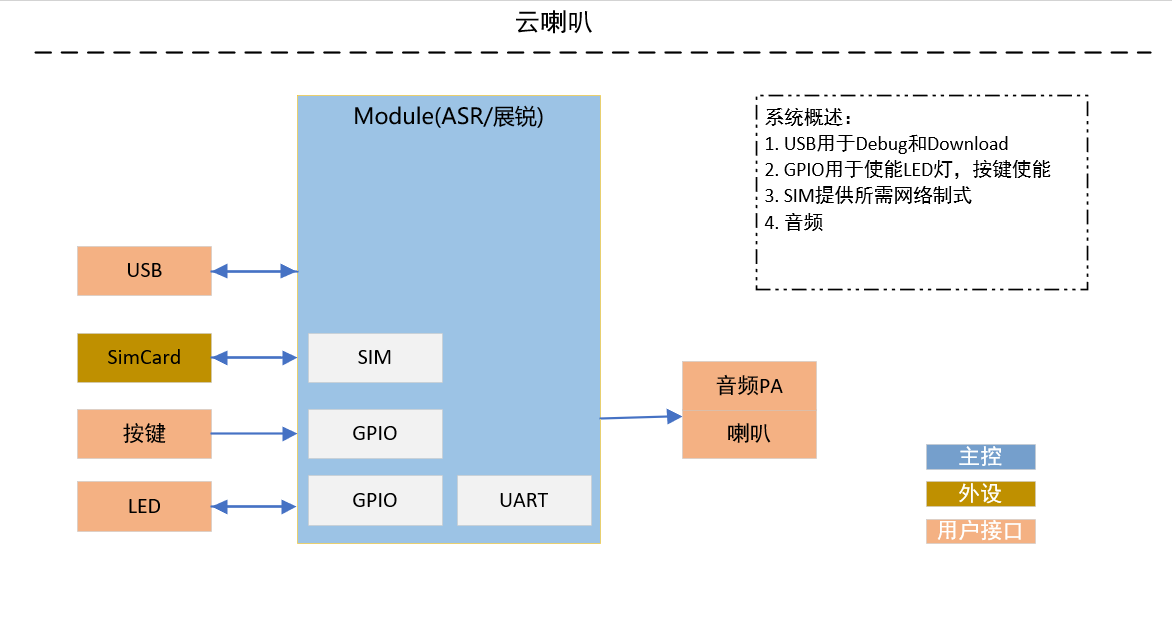 云喇叭
Module(ASR/展锐)
系统概述：
1. USB用于Debug和Download
2. GPIO用于使能LED灯，按键使能
3. SIM提供所需网络制式
4. 音频
USB
SimCard
SIM
按键
GPIO
LED
GPIO
UART
音频PA
喇叭
主控
外设
用户接口